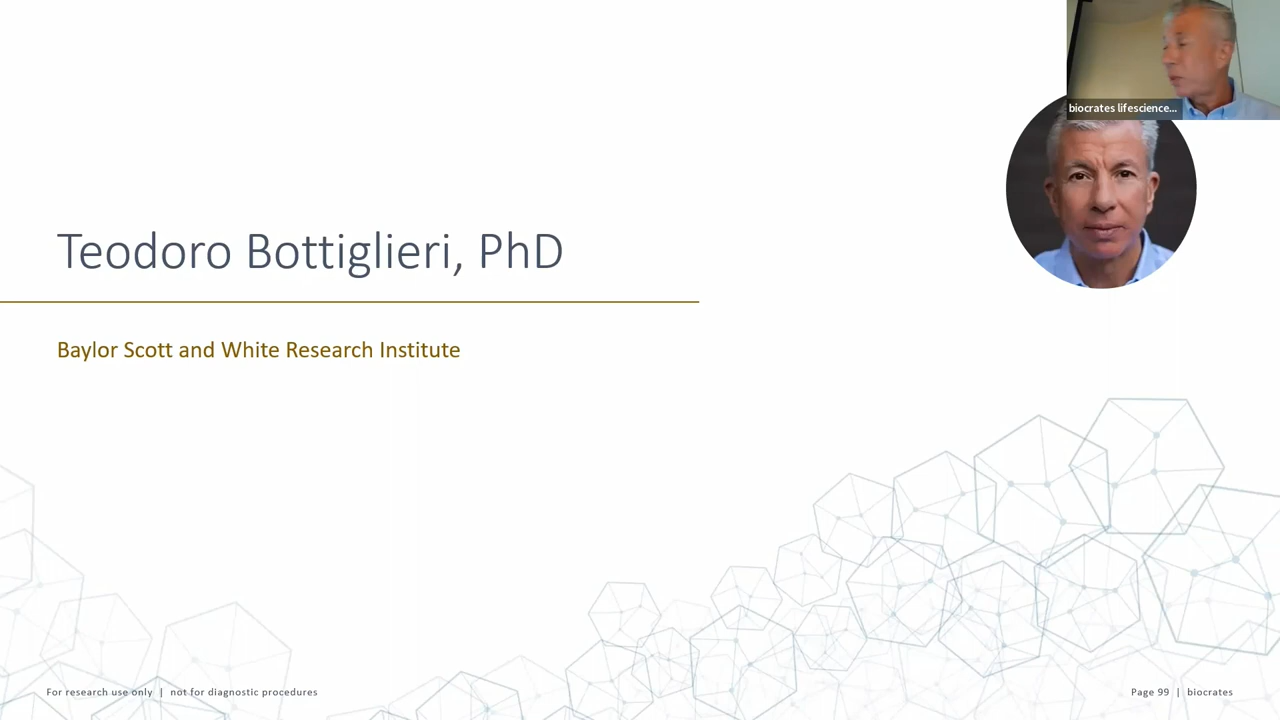 biocrates lifescience...
Teodoro Bottiglieri, PhD
Baylor Scott and White Research Institute
For research use only | not for diagnostic procedures
Page 99 | biocrates